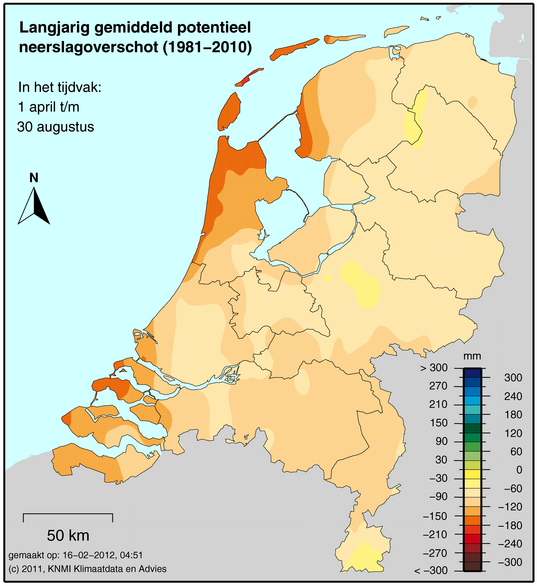 Langjarig gemiddeld potentieel
neerslagoverschot (1981−2010)
In het tijdvak:
1 april t/m
30 augustus
N
mm
> 300
300
270
240
210
180
150
120
90
60
30
0
−30
−60
−90
−120
−150
−180
−210
−240
−270
−300
< −300
50 km
gemaakt op: 16−02−2012, 04:51
(c) 2011, KNMI Klimaatdata en Advies